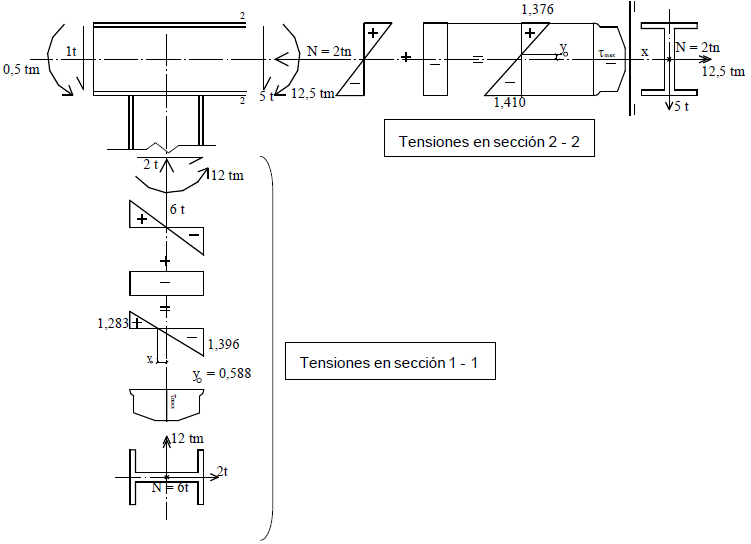 2
1t
0,5 tm
2
5 t
12,5 tm
N = 2tn
+
−
+
−
=
1,376
+
−
1,410
yo
τmax
−
x
N = 2tn
12,5 tm
5 t
Tensiones en sección 2 - 2
2 t
12 tm
6 t
+
−
+
−
=
1,283
+
−
1,396
yo = 0,588
12 tm
2t
N = 6t
Tensiones en sección 1 - 1